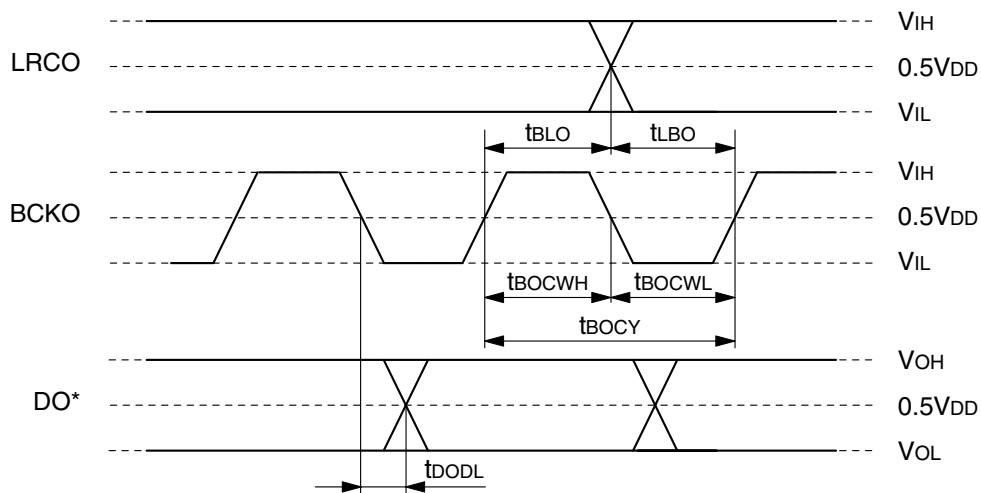 VIH
LRCO
0.5VDD
VIL
tBLO
tLBO
VIH
BCKO
0.5VDD
VIL
tBOCWH
tBOCWL
tBOCY
VOH
DO*
0.5VDD
VOL
tDODL